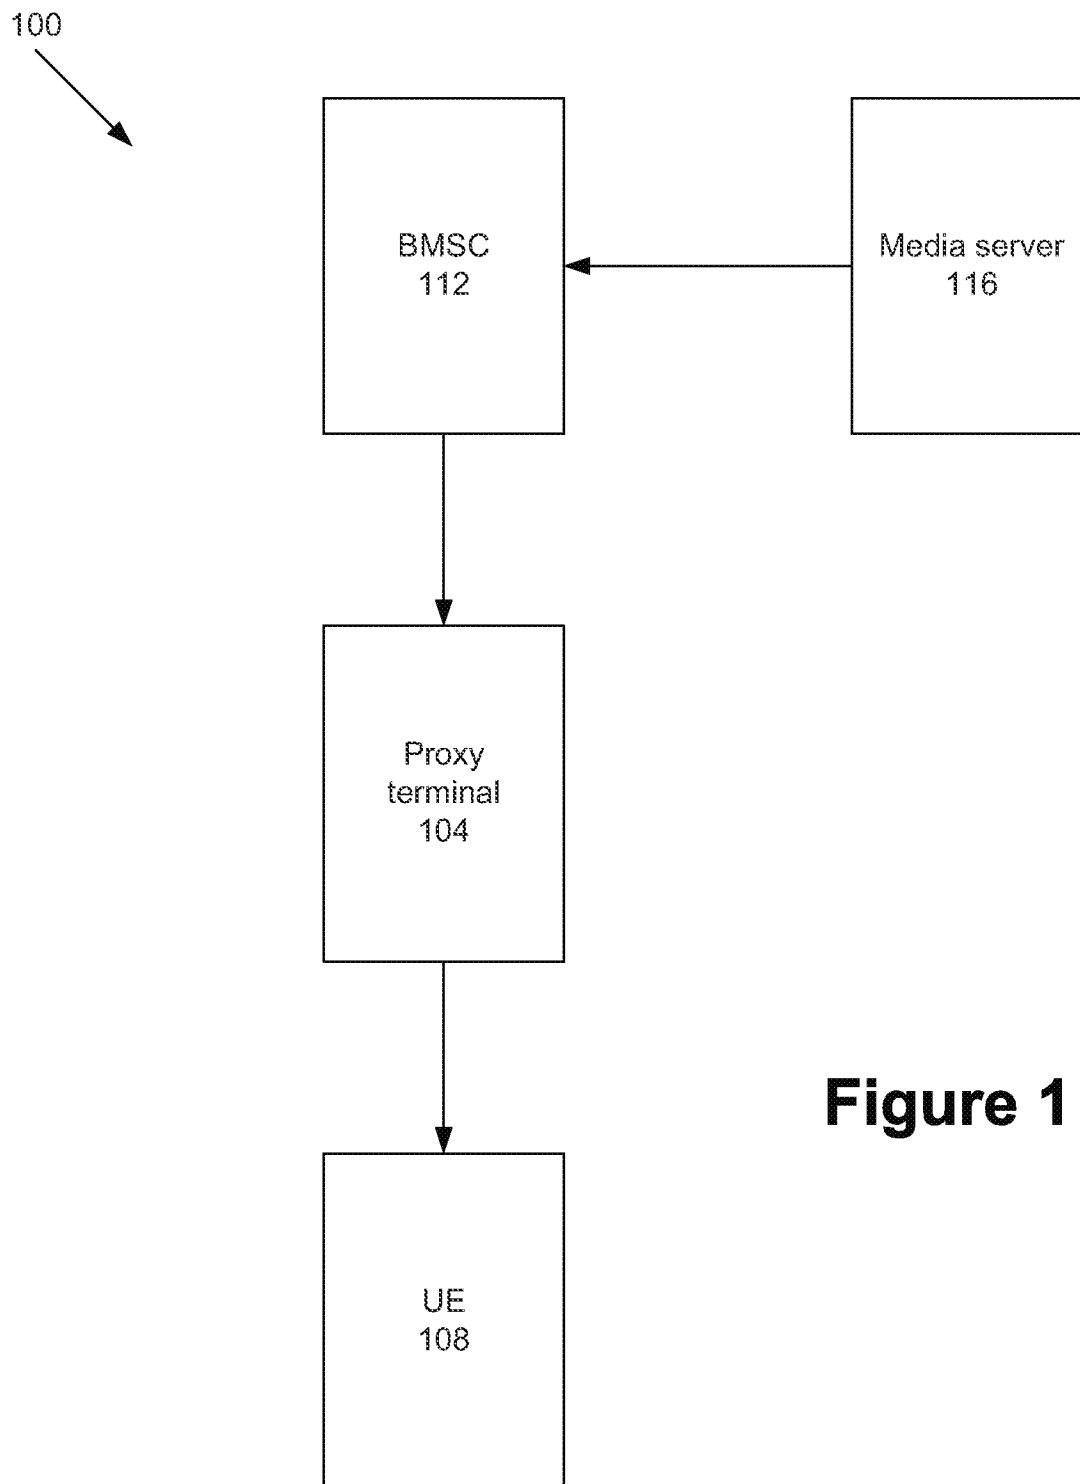 100
BMSC
112
Media server
116
Proxy
terminal
104
Figure 1
UE
108